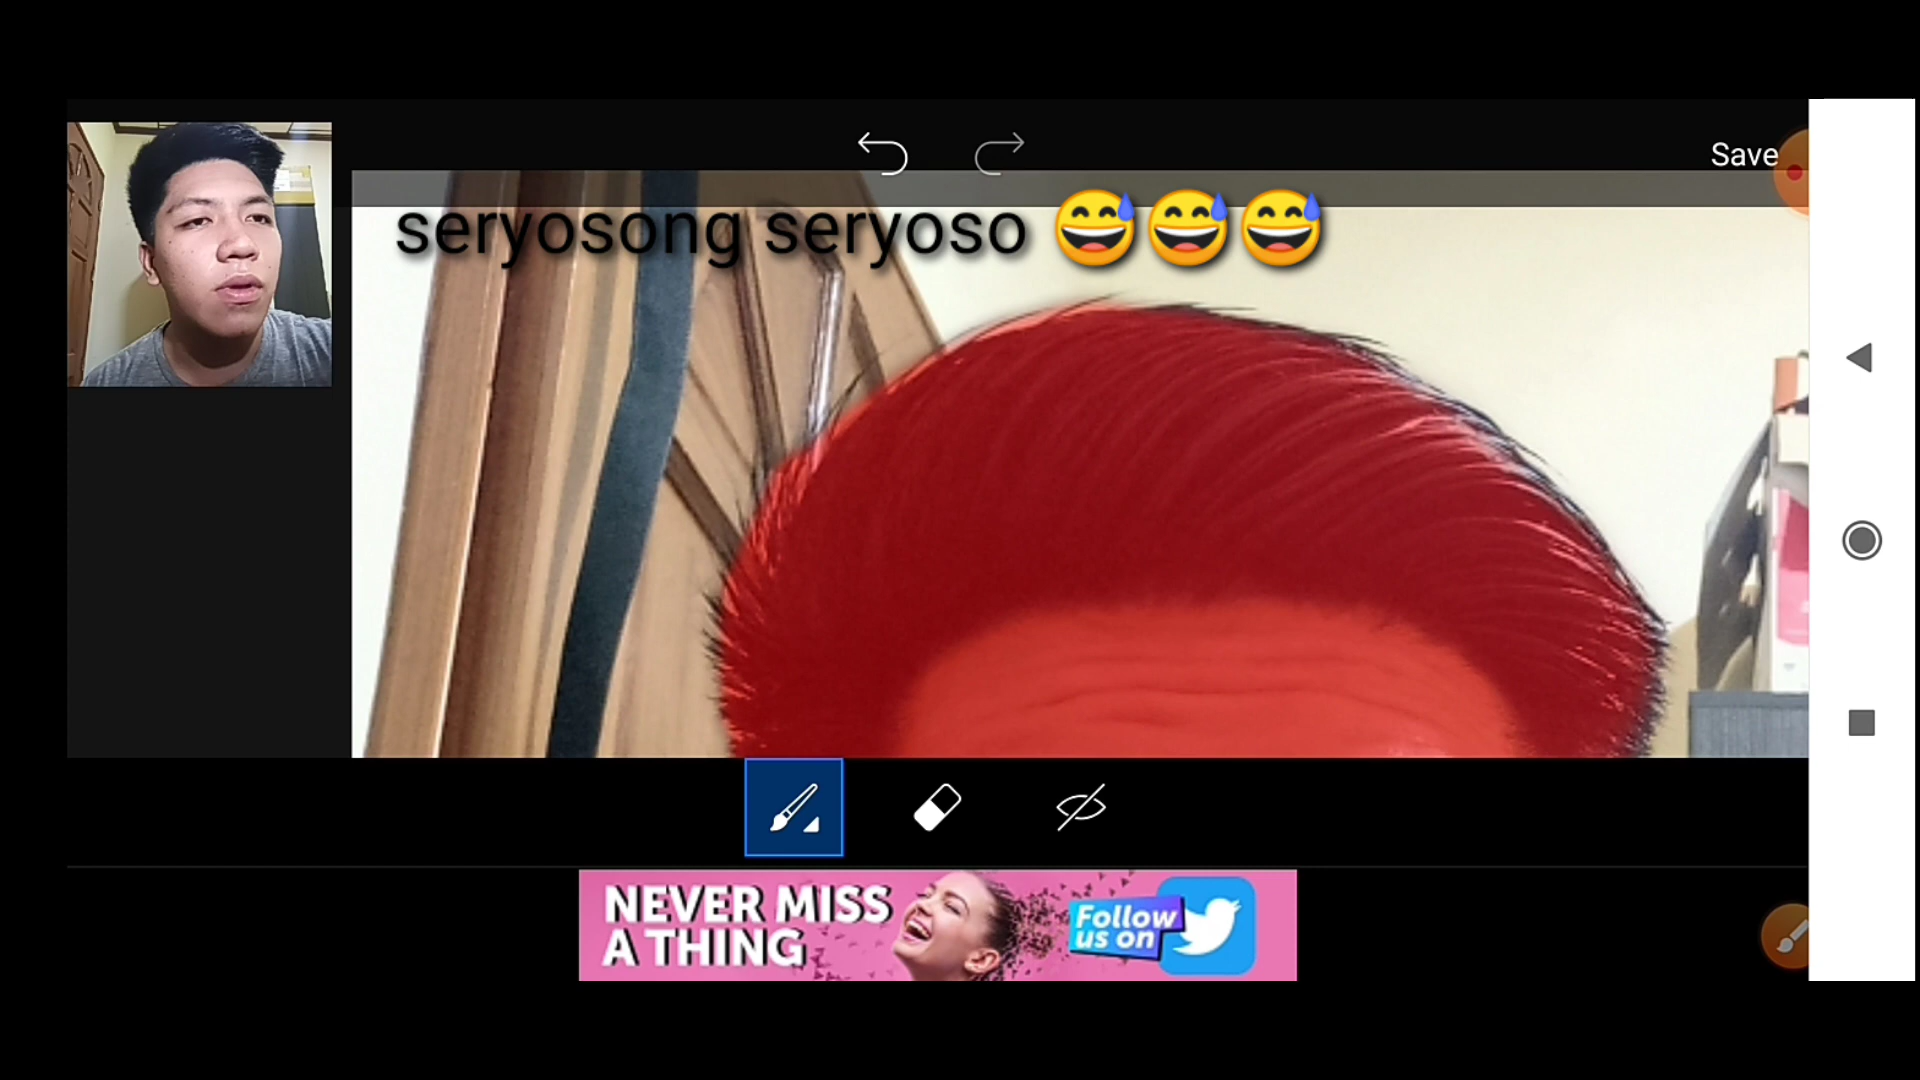 Save
seryosong seryoso 😅😅😅
NEVER MISS
A THING
Follow
us on